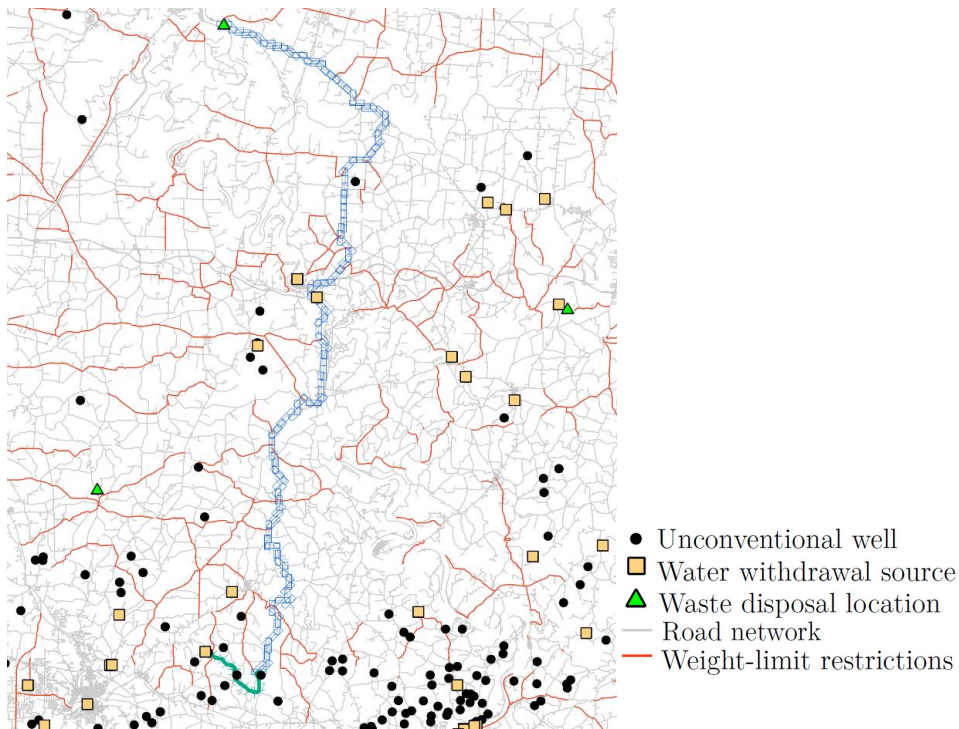 Unconventional well
Water withdrawal source
Waste disposal location
Road network
Weight-limit restrictions